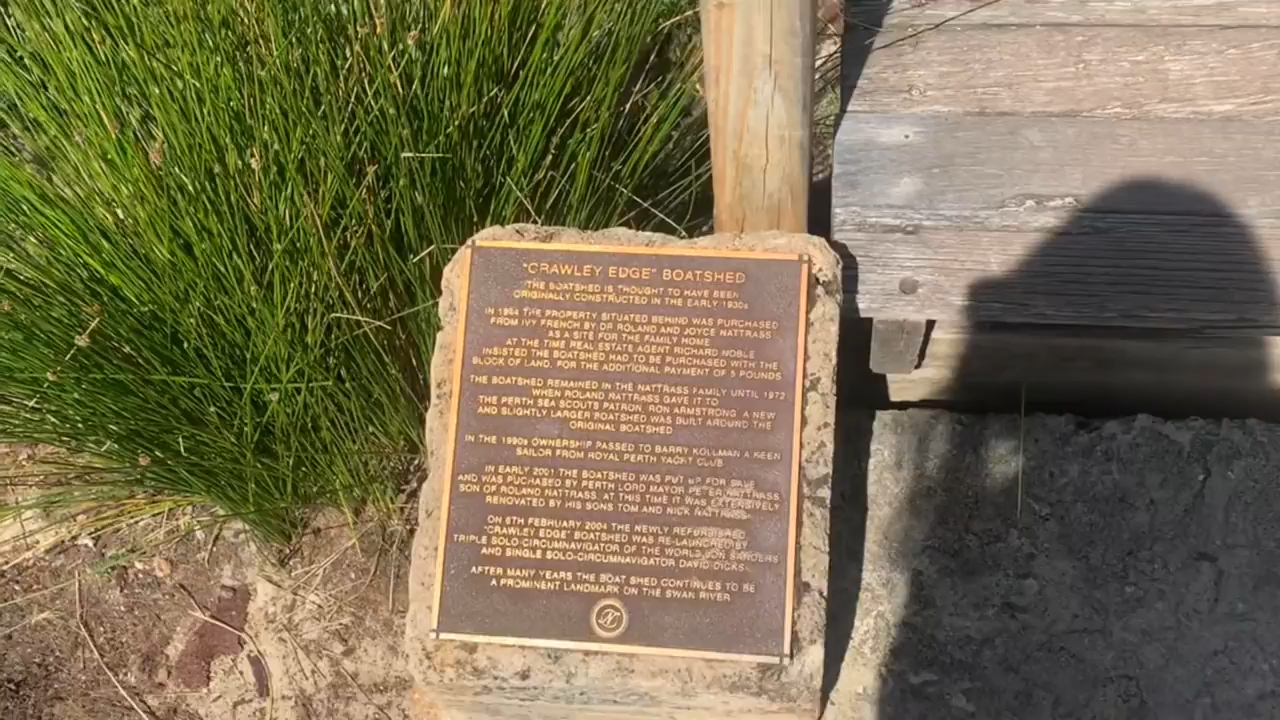 "CRAWLEY EDGE" BOATSHED
THE BOATSHED IS THOUGHT TO HAVE BEEN
ORIGINALLY CONSTRUCTED IN THE EARLY 1930s
IN 1944 THE PROPERTY SITUATED BEHIND WAS PURCHASED
FROM IVY FRENCH BY DR ROLAND AND JOYCE NATTRASS
AS A SITE FOR THE FAMILY HOME
AT THE TIME REAL ESTATE AGENT RICHARD NOBLE
INSISTED THE BOATSHED HAD TO BE PURCHASED WITH THE
BLOCK OF LAND, FOR THE ADDITIONAL PAYMENT OF 5 POUNDS
THE BOATSHED REMAINED IN THE NATTRASS FAMILY UNTIL 1972
WHEN ROLAND NATTRASS GAVE IT TO
THE PERTH SEA SCOUTS PATRON, RON ARMSTRONG. A NEW
AND SLIGHTLY LARGER BOATSHED WAS BUILT AROUND THE
ORIGINAL BOATSHED
IN THE 1990s OWNERSHIP PASSED TO BARRY KOLLMAN A KEEN
SAILOR FROM ROYAL PERTH YACHT CLUB
IN EARLY 2001 THE BOATSHED WAS PUT UP FOR SALE
AND WAS PUCHASED BY PERTH LORD MAYOR PETER NATTRASS
SON OF ROLAND NATTRASS. AT THIS TIME IT WAS EXTENSIVELY
RENOVATED BY HIS SONS TOM AND NICK NATTRASS
ON 6TH FEBRUARY 2004 THE NEWLY REFURBISHED
"CRAWLEY EDGE" BOATSHED WAS RE-LAUNCHED BY
TRIPLE SOLO-CIRCUMNAVIGATOR OF THE WORLD JON SANDERS
AND SINGLE SOLO-CIRCUMNAVIGATOR DAVID DICKS
AFTER MANY YEARS THE BOAT SHED CONTINUES TO BE
A PROMINENT LANDMARK ON THE SWAN RIVER